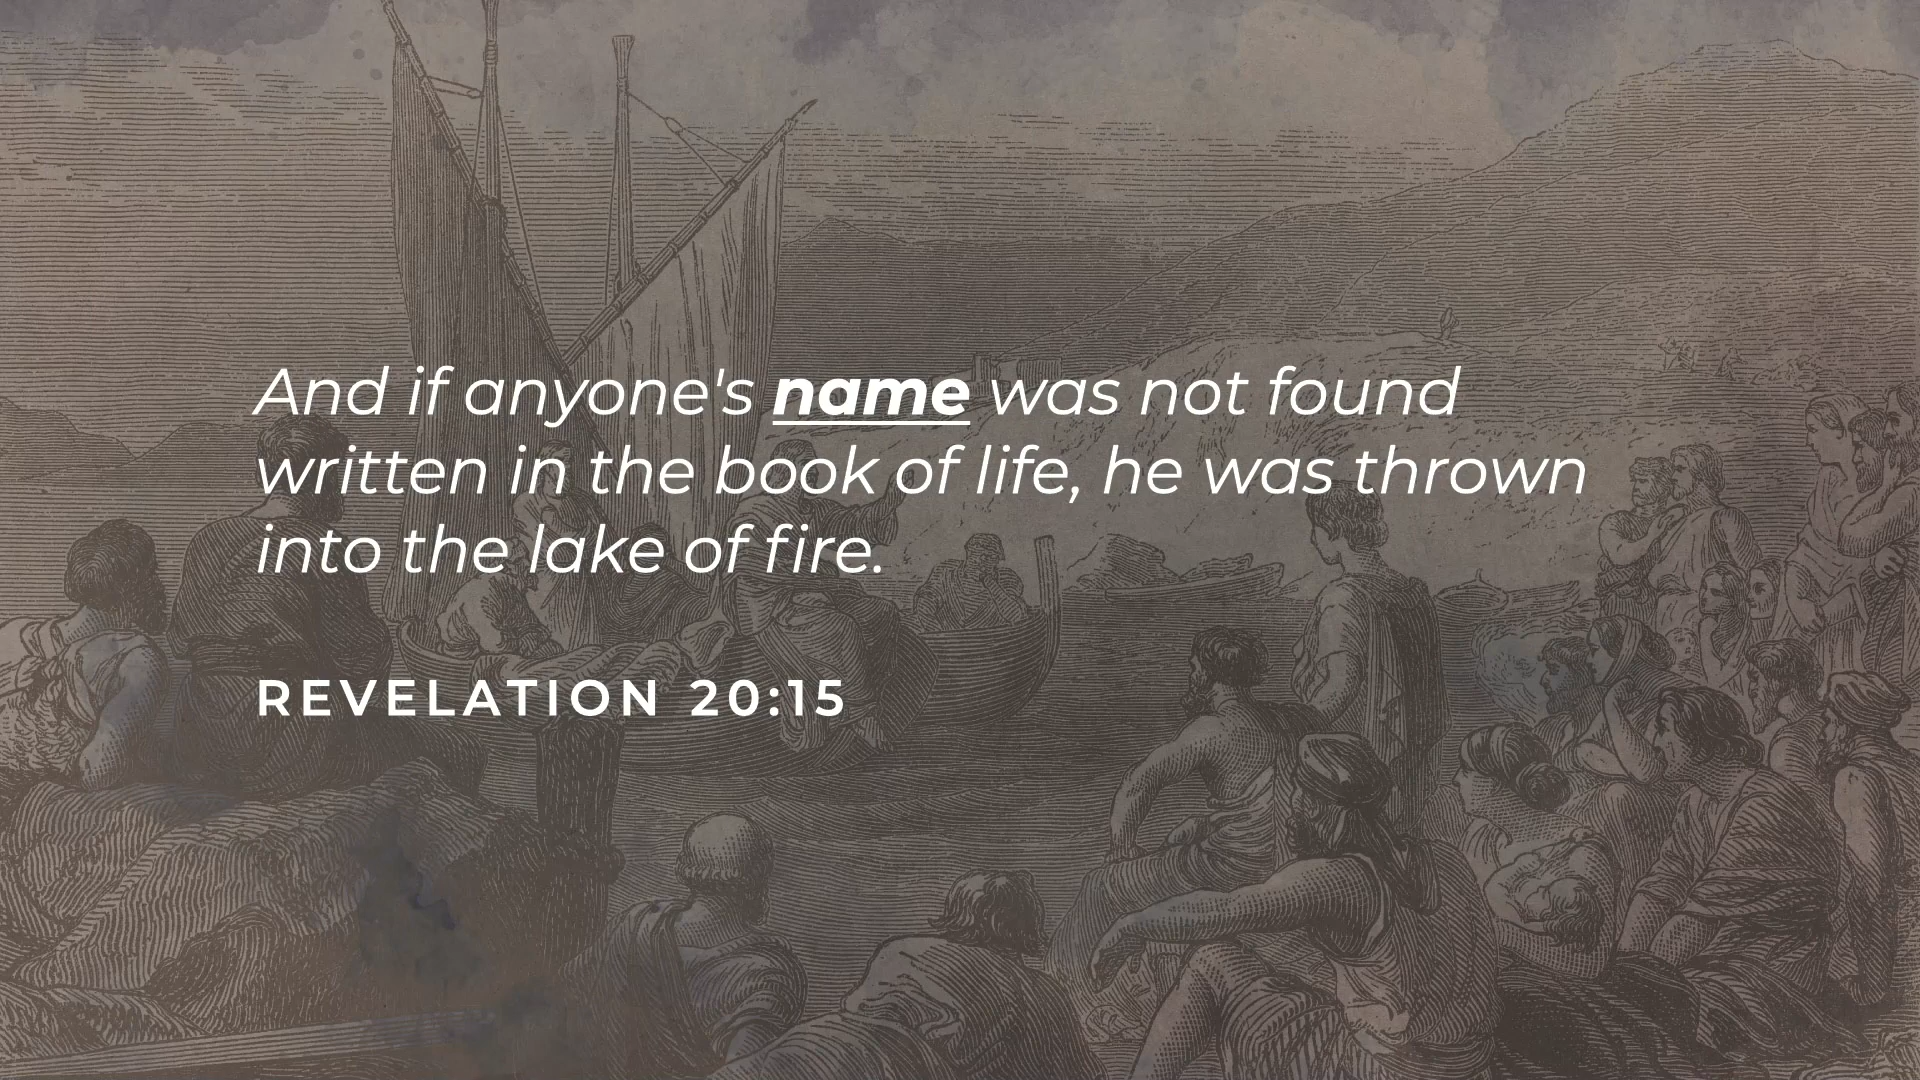 And if anyone's name was not found
written in the book of life, he was thrown
into the lake of fire.
REVELATION 20:15